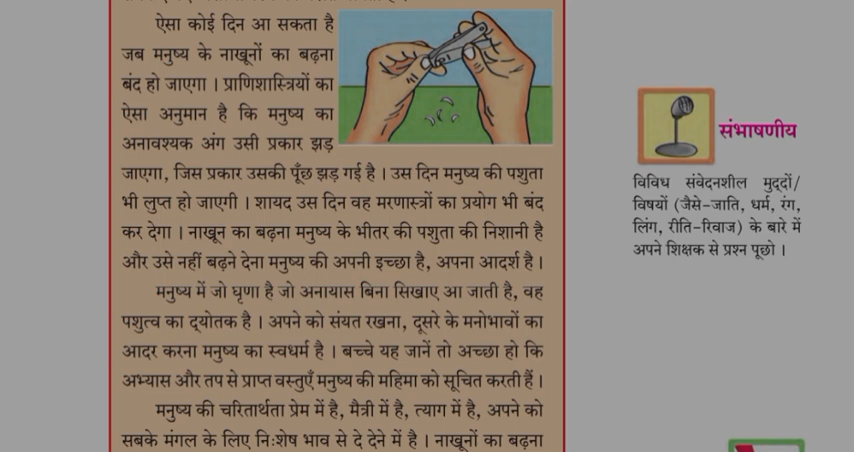 ऐसा कोई दिन आ सकता है
जब मनुष्य के नाखूनों का बढ़ना
बंद हो जाएगा । प्राणिशास्त्रियों का
ऐसा अनुमान है कि मनुष्य का
अनावश्यक अंग उसी प्रकार झड़
जाएगा, जिस प्रकार उसकी पूँछ झड़ गई है । उस दिन मनुष्य की पशुता
भी लुप्त हो जाएगी । शायद उस दिन वह मरणास्त्रों का प्रयोग भी बंद
कर देगा । नाखून का बढ़ना मनुष्य के भीतर की पशुता की निशानी है
और उसे नहीं बढ़ने देना मनुष्य की अपनी इच्छा है, अपना आदर्श है ।
मनुष्य में जो घृणा है जो अनायास बिना सिखाए आ जाती है, वह
पशुत्व का द्योतक है । अपने को संयत रखना, दूसरे के मनोभावों का
आदर करना मनुष्य का स्वधर्म है । बच्चे यह जानें तो अच्छा हो कि
अभ्यास और तप से प्राप्त वस्तुएँ मनुष्य की महिमा को सूचित करती हैं ।
मनुष्य की चरितार्थता प्रेम में है, मैत्री में है, त्याग में है, अपने को
सबके मंगल के लिए निःशेष भाव से दे देने में है । नाखूनों का बढ़ना
संभाषणीय
विविध संवेदनशील मुद्दों/
विषयों (जैसे-जाति, धर्म, रंग,
लिंग, रीति-रिवाज) के बारे में
अपने शिक्षक से प्रश्न पूछो ।